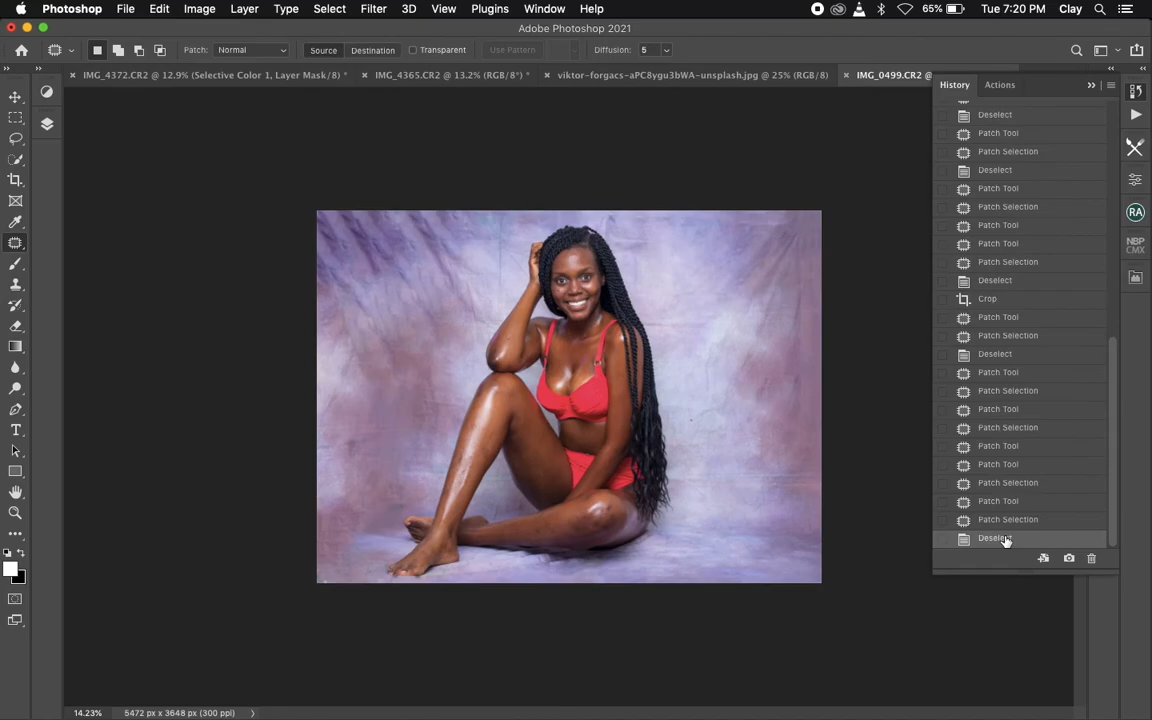 Photoshop File Edit Image Layer Type Select Filter 3D View Plugins Window Help 65% Tue 7:20 PM Clay
Adobe Photoshop 2021
Patch: Normal Source Destination Transparent Use Pattern Diffusion: 5
IMG_4372.CR2 @ 12.9% (Selective Color 1, Layer Mask/8) * IMG_4365.CR2 @ 13.2% (RGB/8*) * viktor-forgacs-aPC8ygu3bWA-unsplash.jpg @ 25% (RGB/8) IMG_0499.CR2 @
History Actions
Deselect
Patch Tool
Patch Selection
Deselect
Patch Tool
Patch Selection
Patch Tool
Patch Tool
Patch Selection
Deselect
Crop
Patch Tool
Patch Selection
Deselect
Patch Tool
Patch Selection
Patch Tool
Patch Selection
Patch Tool
Patch Tool
Patch Selection
Patch Tool
Patch Selection
Deselect
RA
NBP
CMX
14.23% 5472 px x 3648 px (300 ppi)